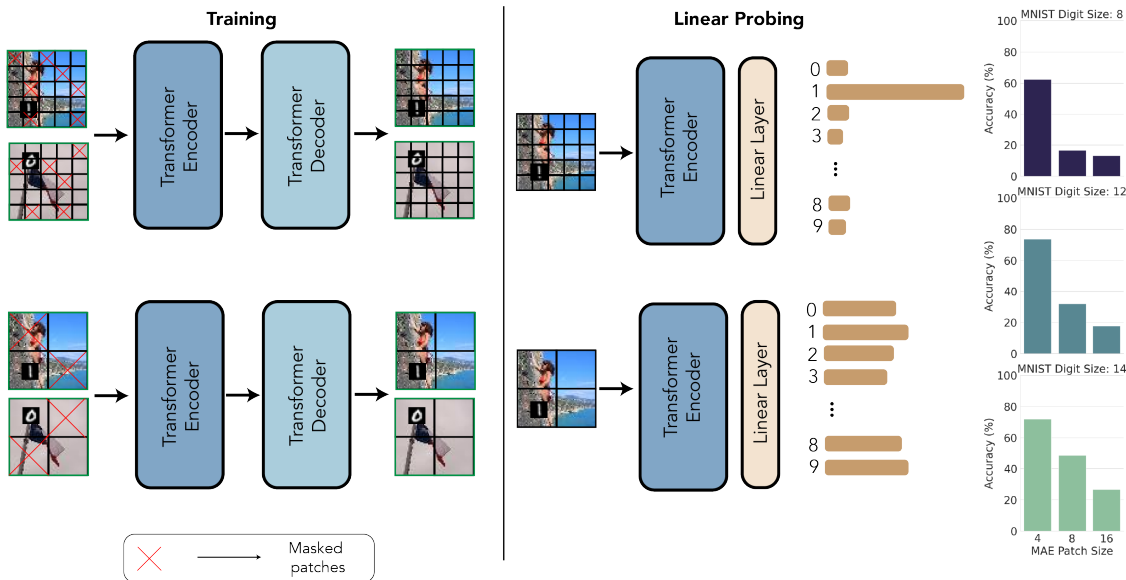 Training
Transformer
Encoder
Transformer
Decoder
Transformer
Encoder
Transformer
Decoder
Masked
patches
Linear Probing
Transformer
Encoder
Linear Layer
0
1
2
3
...
8
9
Transformer
Encoder
Linear Layer
0
1
2
3
...
8
9
MNIST Digit Size: 8
Accuracy (%)
100
80
60
40
20
0
MNIST Digit Size: 12
Accuracy (%)
100
80
60
40
20
0
MNIST Digit Size: 14
Accuracy (%)
100
80
60
40
20
0
4 8 16
MAE Patch Size